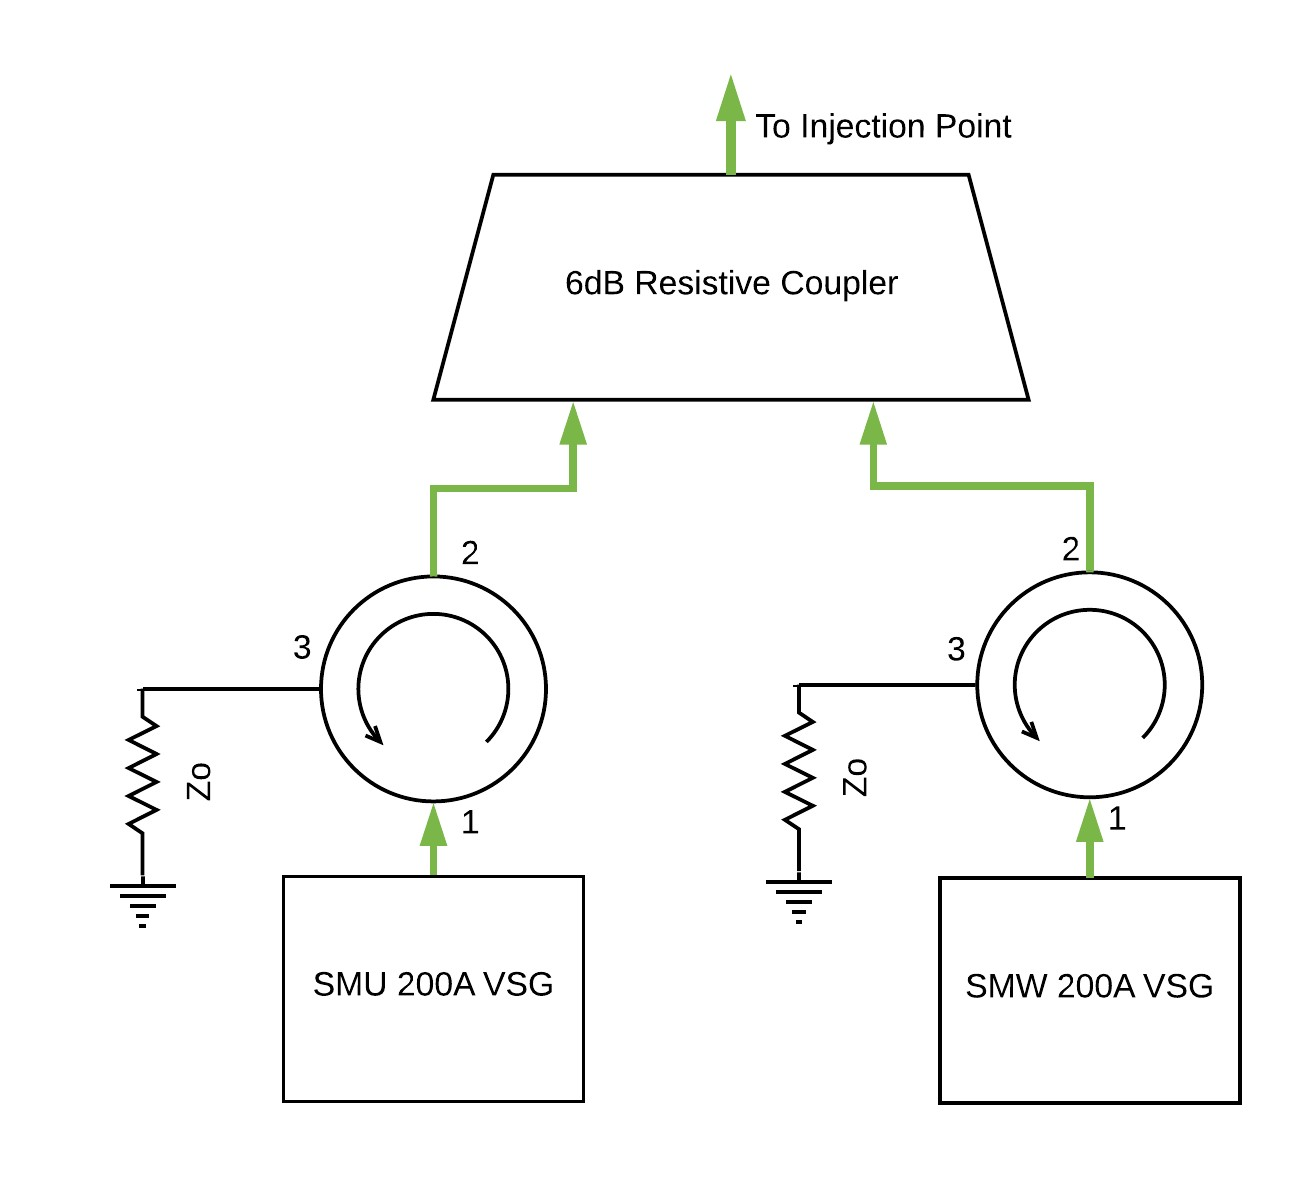 To Injection Point
6dB Resistive Coupler
2
2
3
3
Zo
Zo
1
1
SMU 200A VSG
SMW 200A VSG